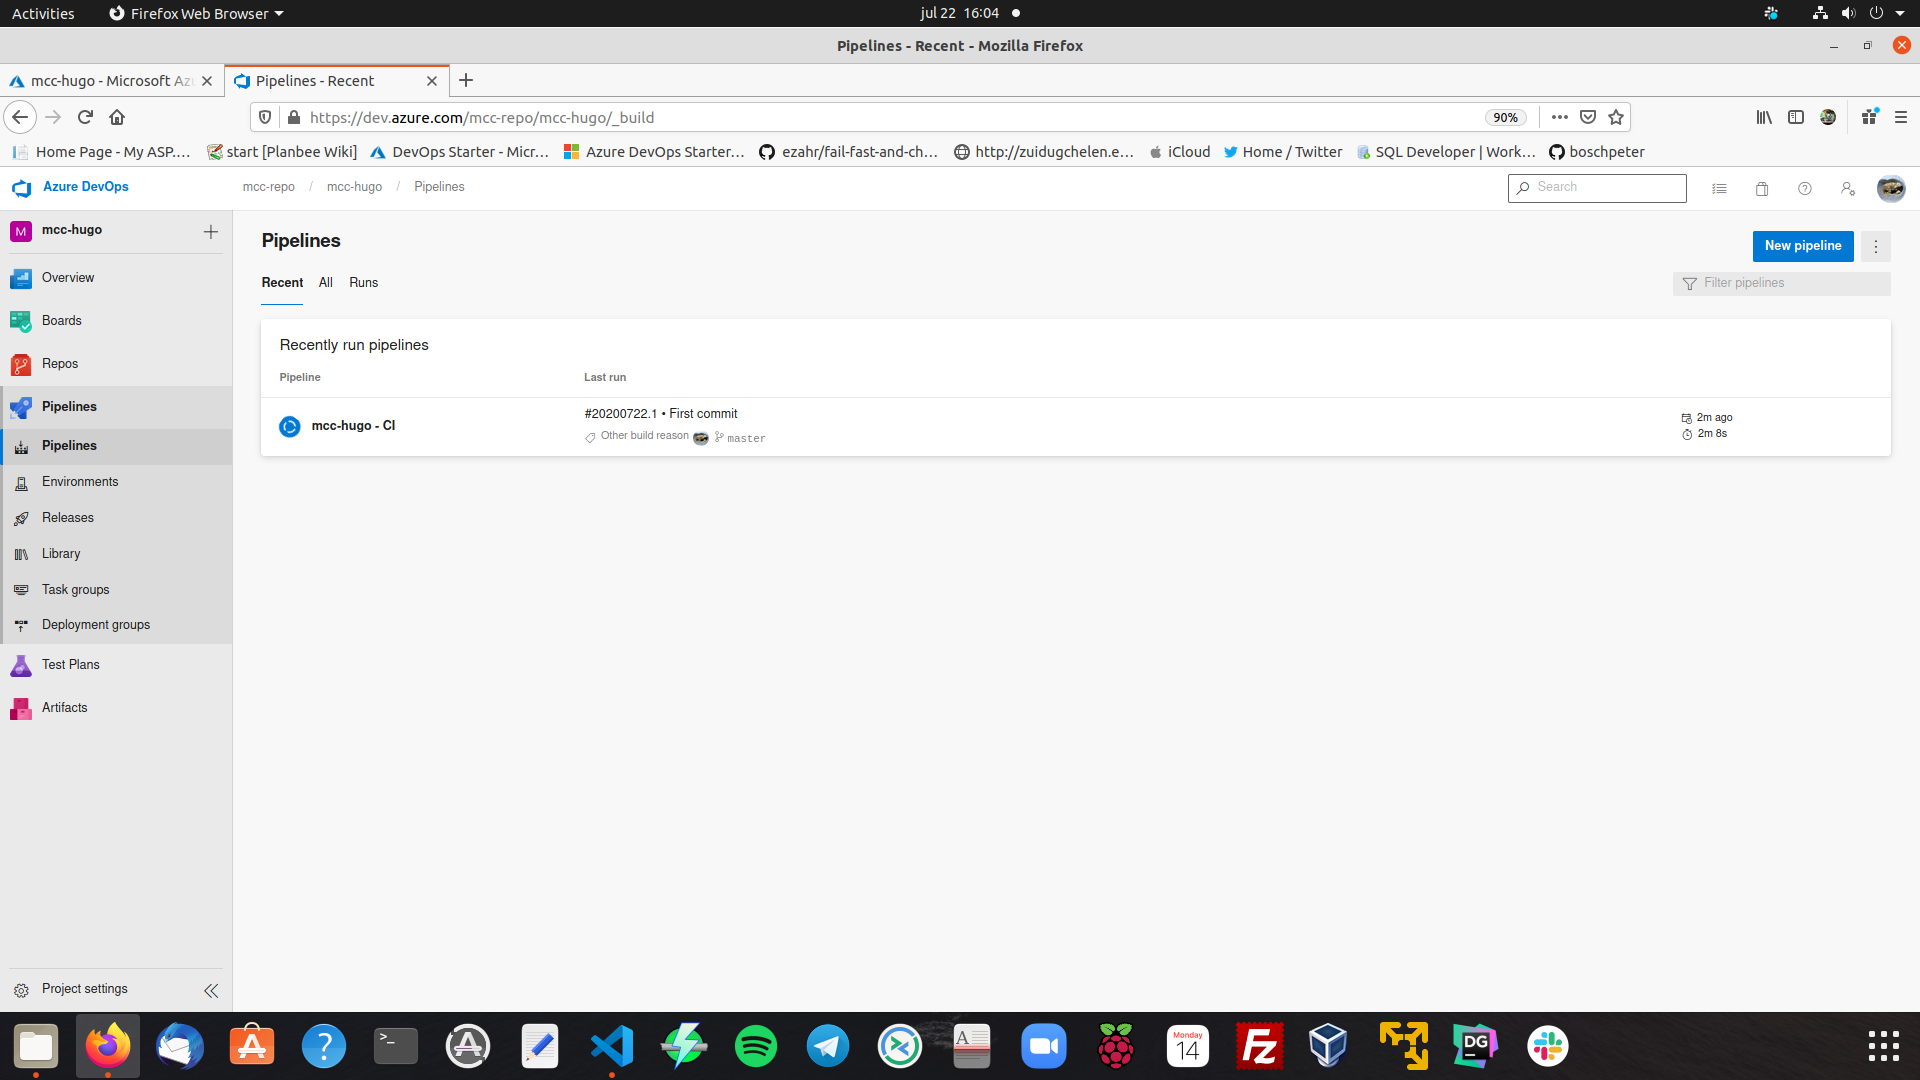 Activities
Firefox Web Browser
jul 22 16:04
Pipelines - Recent - Mozilla Firefox
mcc-hugo - Microsoft Az
Pipelines - Recent
https://dev.azure.com/mcc-repo/mcc-hugo/_build
90%
Home Page - My ASP....
start [Planbee Wiki]
DevOps Starter - Micr...
Azure DevOps Starter...
ezahr/fail-fast-and-ch...
http://zuidugchelen.e...
iCloud
Home / Twitter
SQL Developer | Work...
boschpeter
Azure DevOps
mcc-repo / mcc-hugo / Pipelines
Search
M
mcc-hugo
Overview
Boards
Repos
Pipelines
Pipelines
Environments
Releases
Library
Task groups
Deployment groups
Test Plans
Artifacts
Project settings
Pipelines
New pipeline
Recent
All
Runs
Filter pipelines
Recently run pipelines
Pipeline
Last run
mcc-hugo - CI
#20200722.1 • First commit
Other build reason
master
2m ago
2m 8s
Monday
14
A
Fz
DG